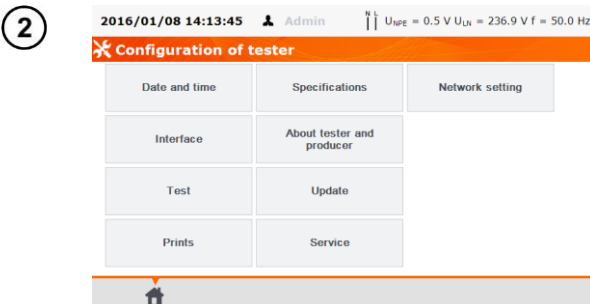 2
2016/01/08 14:13:45 Admin N L U_NPE = 0.5 V U_LN = 236.9 V f = 50.0 Hz
Configuration of tester
Date and time Specifications Network setting
Interface About tester and
producer
Test Update
Prints Service